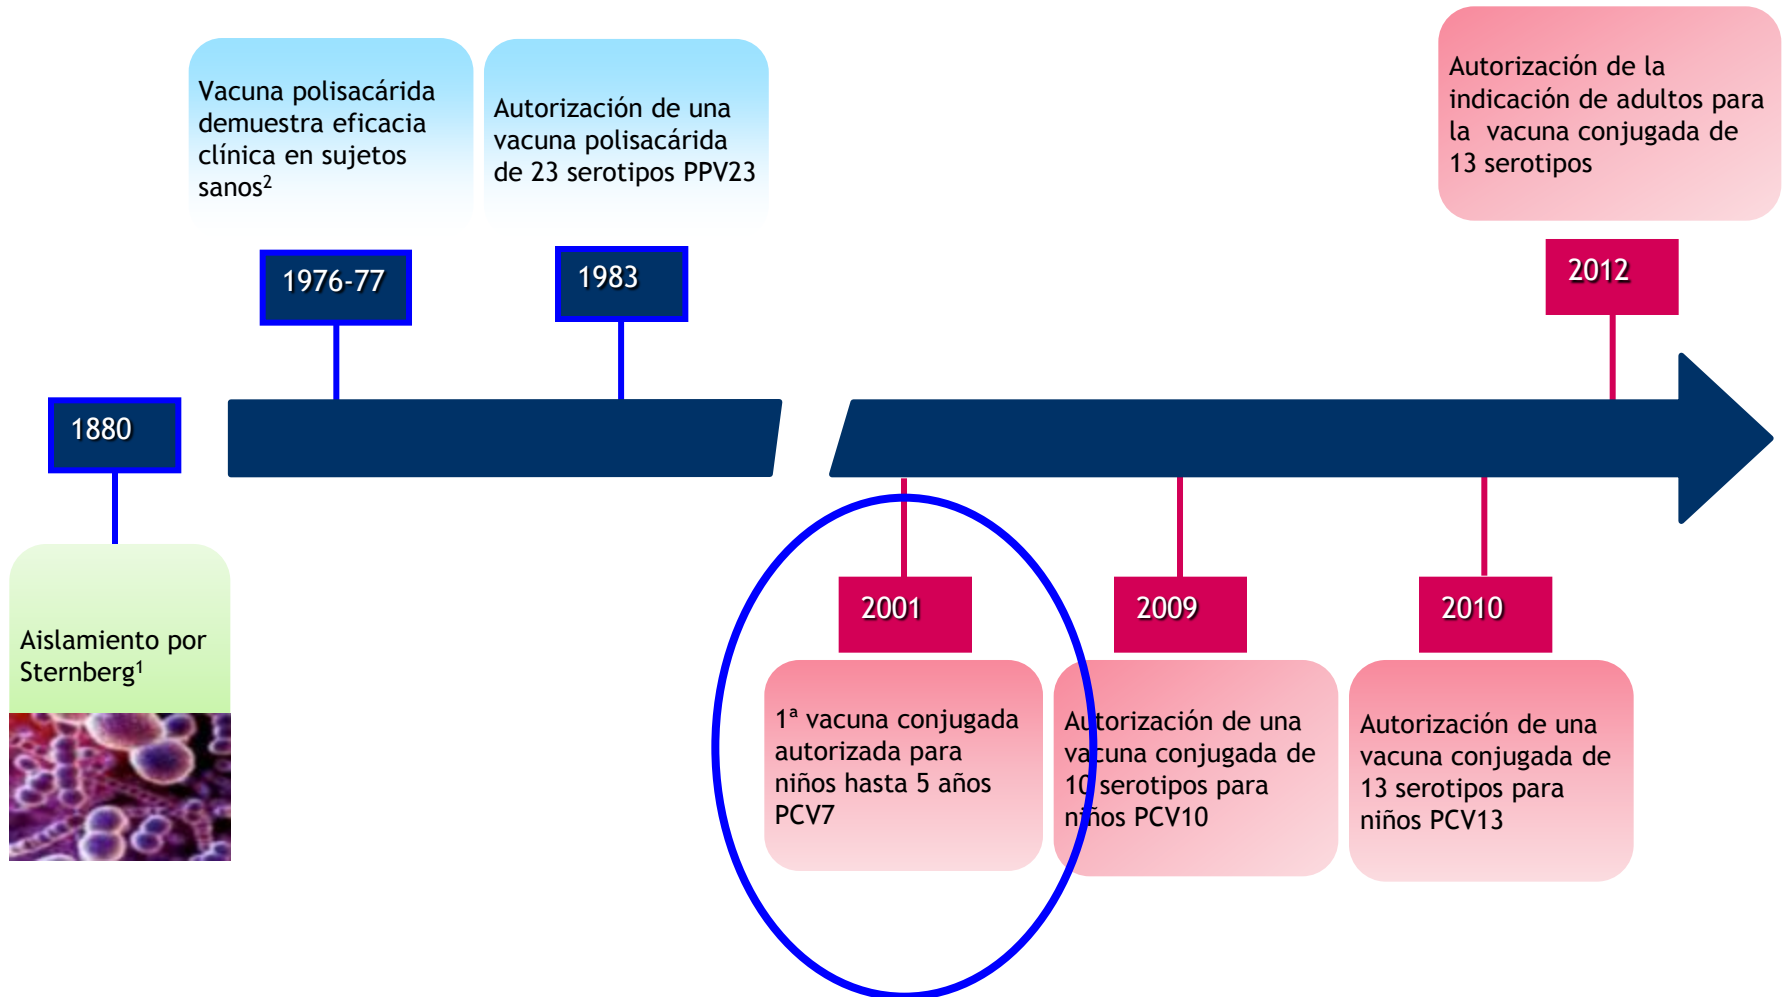 Vacuna polisacárida
demuestra eficacia
clínica en sujetos
sanos²
Autorización de una
vacuna polisacárida
de 23 serotipos PPV23
Autorización de la
indicación de adultos para
la vacuna conjugada de
13 serotipos
1976-77
1983
2012
1880
Aislamiento por
Sternberg¹
2001
2009
2010
1ª vacuna conjugada
autorizada para
niños hasta 5 años
PCV7
Autorización de una
vacuna conjugada de
10 serotipos para
niños PCV10
Autorización de una
vacuna conjugada de
13 serotipos para
niños PCV13